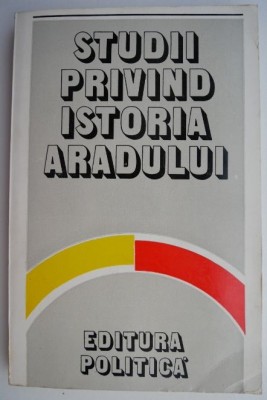 STUDII
PRIVIND
ISTORIA
ARADULUI
EDITURA
POLITICĂ